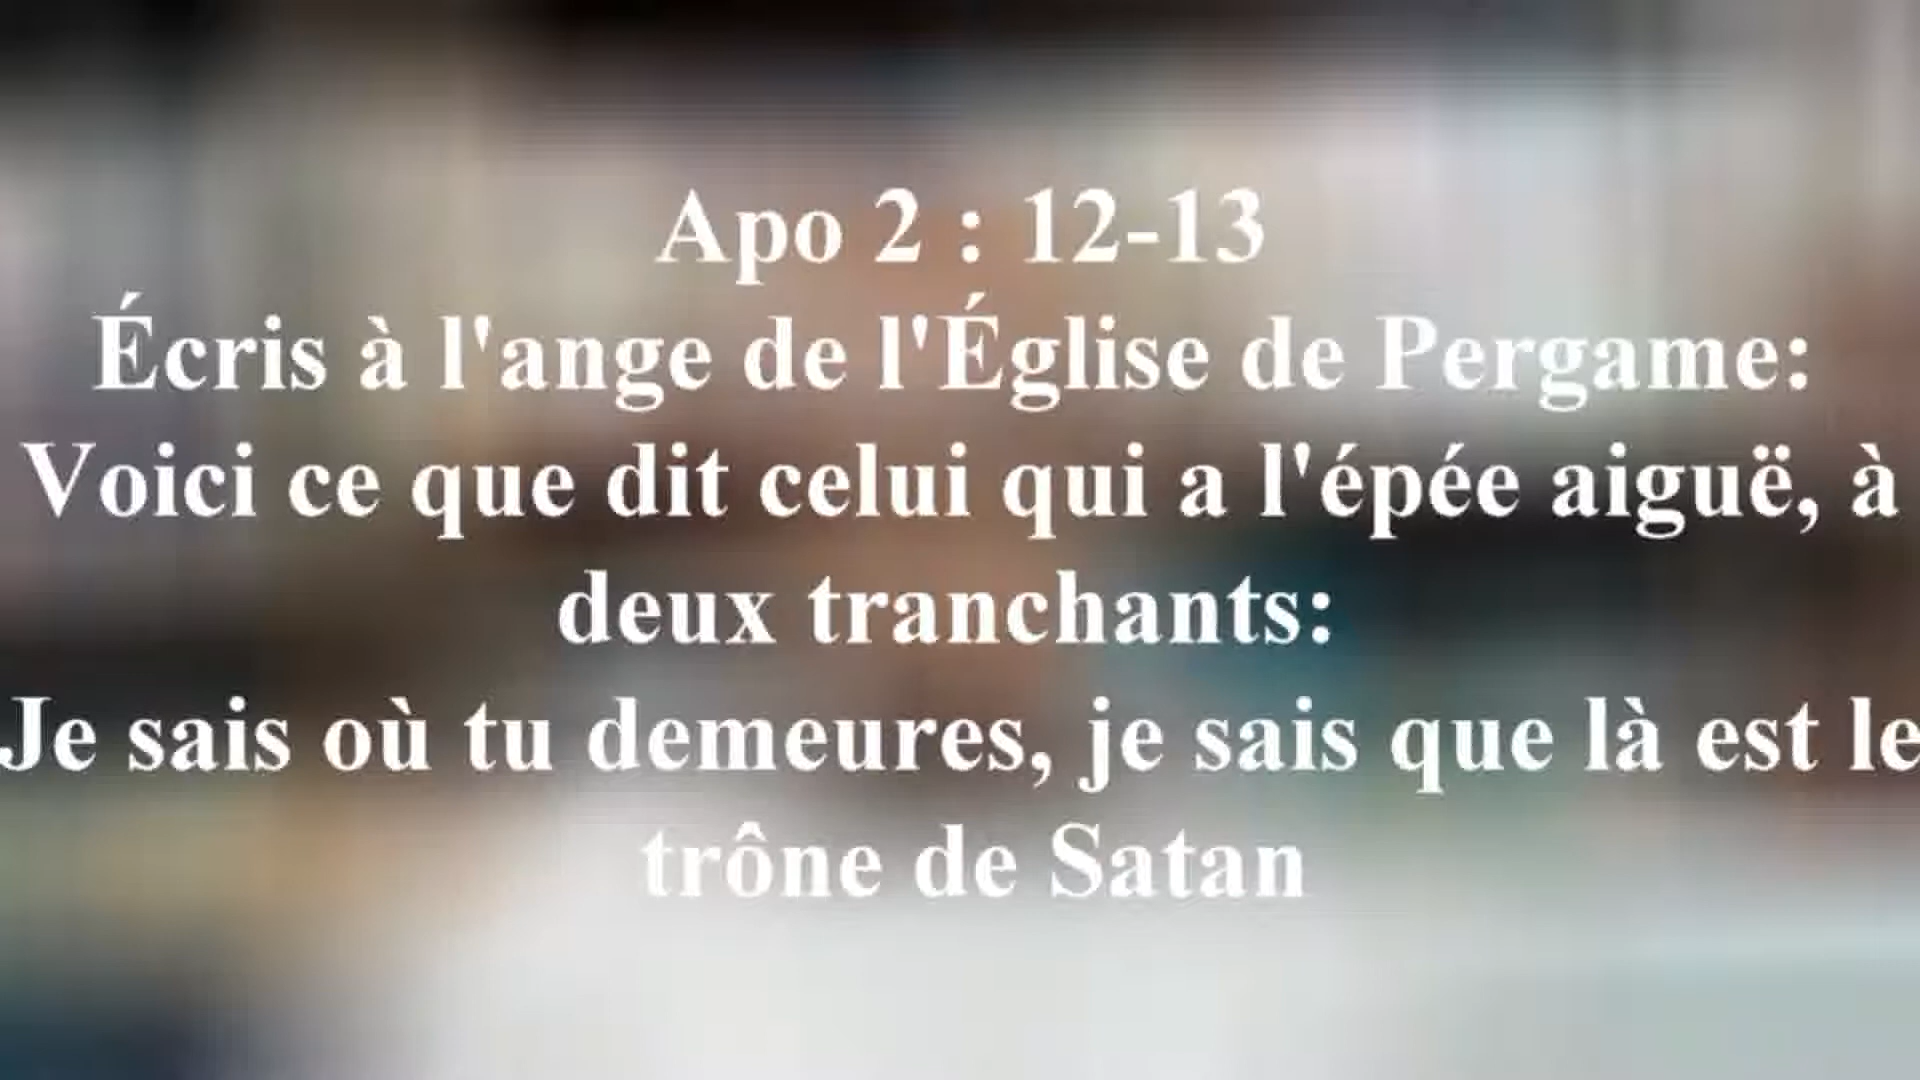 Apo 2 : 12-13
Écris à l'ange de l'Église de Pergame:
Voici ce que dit celui qui a l'épée aiguë, à
deux tranchants:
Je sais où tu demeures, je sais que là est le
trône de Satan